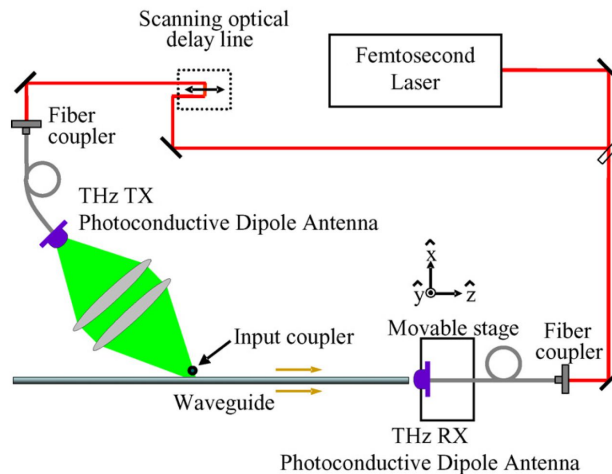 Scanning optical
delay line
Femtosecond
Laser
Fiber
coupler
THz TX
Photoconductive Dipole Antenna
x̂
ŷ
ẑ
Input coupler
Movable stage
Fiber
coupler
Waveguide
THz RX
Photoconductive Dipole Antenna